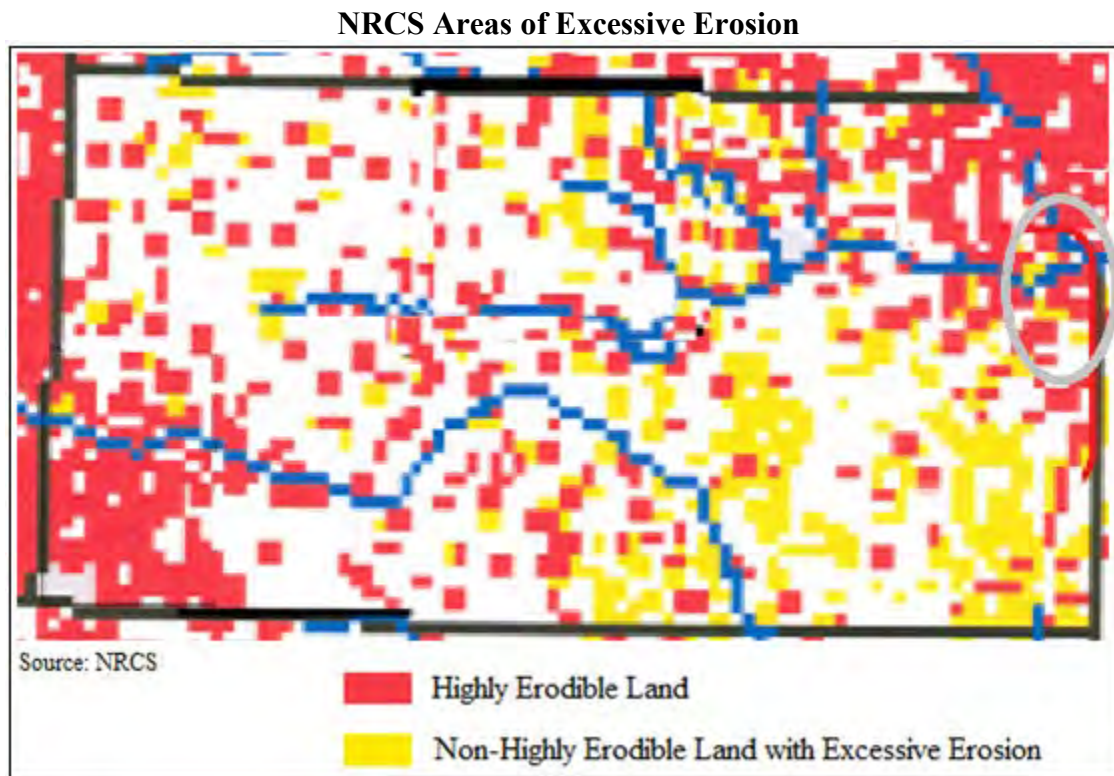 NRCS Areas of Excessive Erosion
Source: NRCS
Highly Erodible Land
Non-Highly Erodible Land with Excessive Erosion